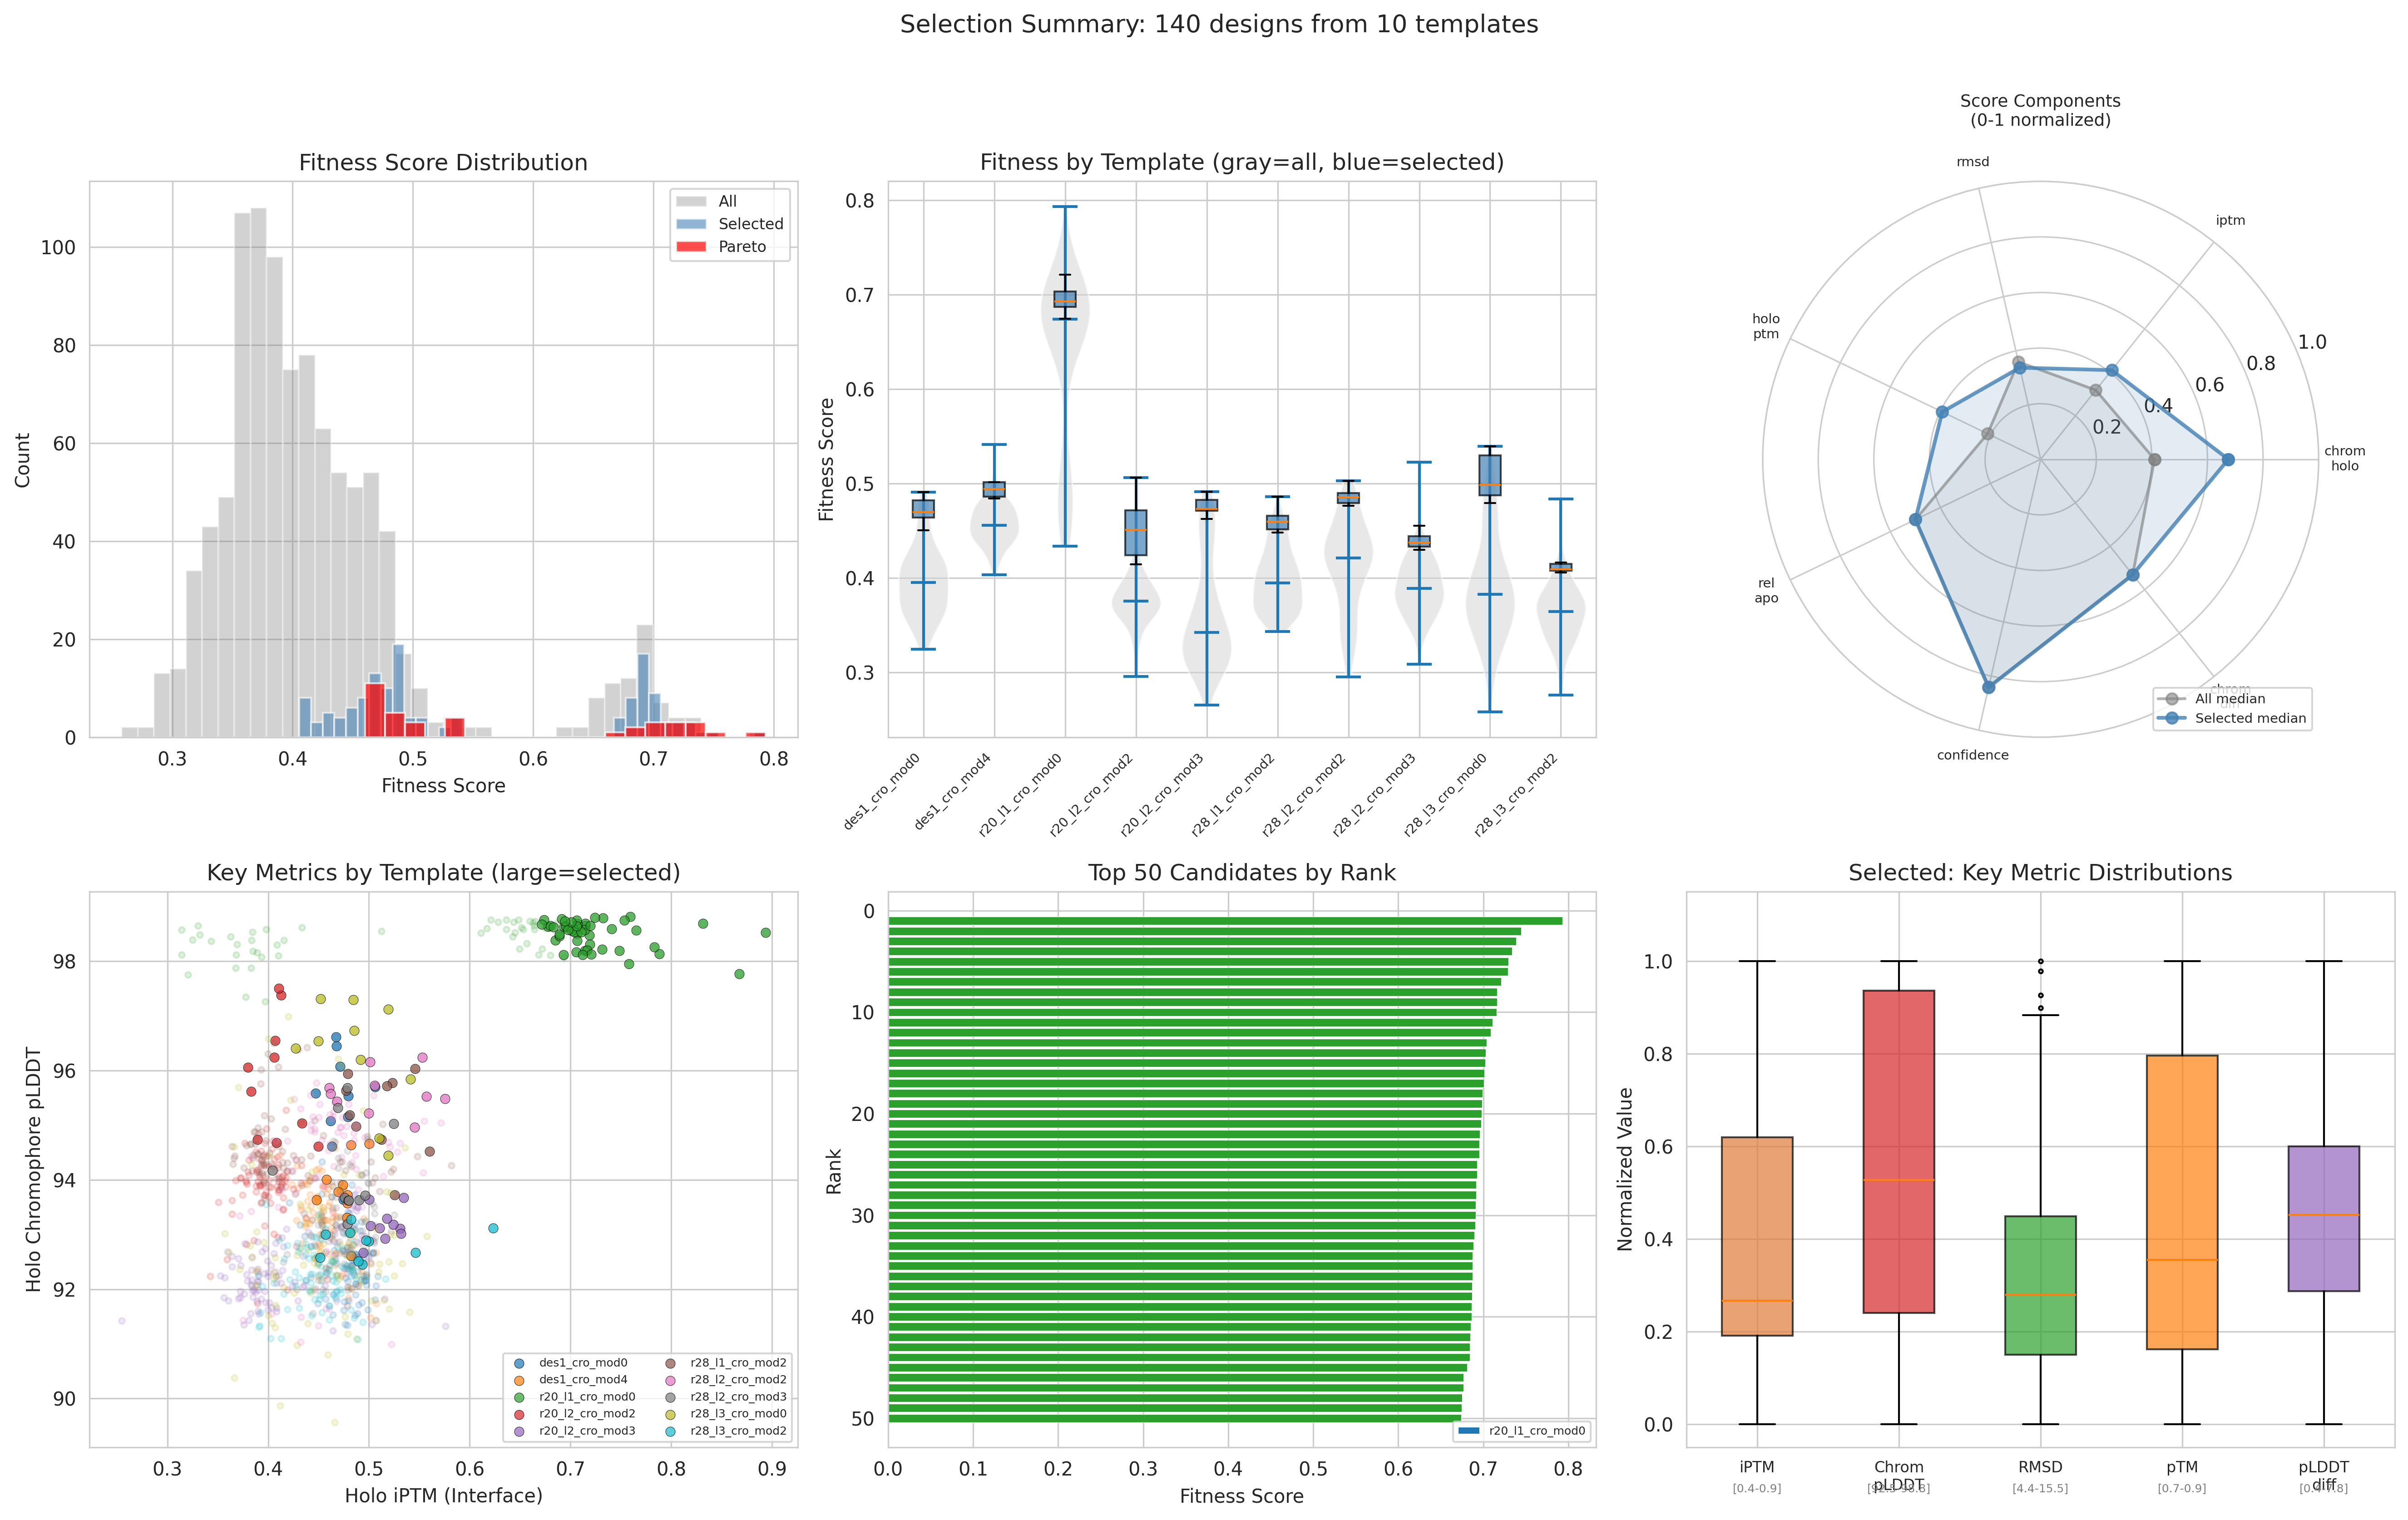 Selection Summary: 140 designs from 10 templates
Fitness Score Distribution
All
Selected
Pareto
100
80
60
40
20
0
Count
0.3
0.4
0.5
0.6
0.7
0.8
Fitness Score
Fitness by Template (gray=all, blue=selected)
0.8
0.7
0.6
0.5
0.4
0.3
Fitness Score
des1_cro_mod0
des1_cro_mod4
r20_l1_cro_mod0
r20_l2_cro_mod2
r20_l2_cro_mod3
r28_l1_cro_mod2
r28_l2_cro_mod2
r28_l2_cro_mod3
r28_l3_cro_mod0
r28_l3_cro_mod2
Score Components
(0-1 normalized)
rmsd
iptm
holo
ptm
1.0
0.8
0.6
0.4
0.2
chrom
holo
rel
apo
confidence
chrom
All median
Selected median
Key Metrics by Template (large=selected)
98
96
94
92
90
Holo Chromophore pLDDT
des1_cro_mod0
des1_cro_mod4
r20_l1_cro_mod0
r20_l2_cro_mod2
r20_l2_cro_mod3
r28_l1_cro_mod2
r28_l2_cro_mod2
r28_l2_cro_mod3
r28_l3_cro_mod0
r28_l3_cro_mod2
0.3
0.4
0.5
0.6
0.7
0.8
0.9
Holo iPTM (Interface)
Top 50 Candidates by Rank
0
10
20
30
40
50
Rank
r20_l1_cro_mod0
0.0
0.1
0.2
0.3
0.4
0.5
0.6
0.7
0.8
Fitness Score
Selected: Key Metric Distributions
1.0
0.8
0.6
0.4
0.2
0.0
Normalized Value
iPTM
[0.4-0.9]
Chrom
pLDDT
RMSD
[4.4-15.5]
pTM
[0.7-0.9]
pLDDT
diff